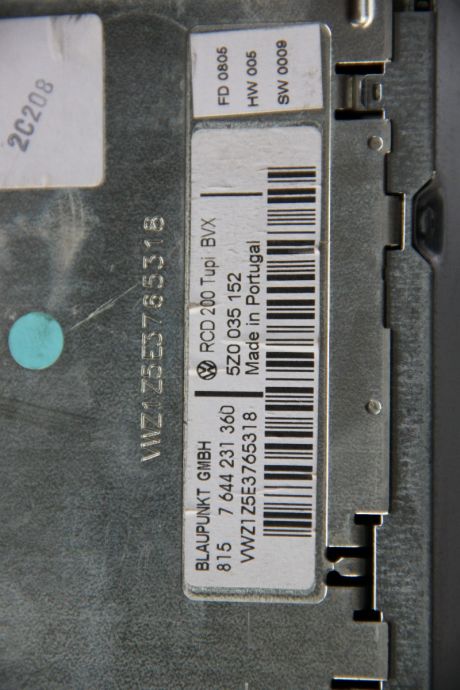 2C208
FD 0805
HW 005
SW 0009
VWZ1Z5E3765318
BLAUPUNKT GMBH RCD 200 Tupi BVX
815 7 644 231 360 5Z0 035 152
VWZ1Z5E3765318 Made in Portugal